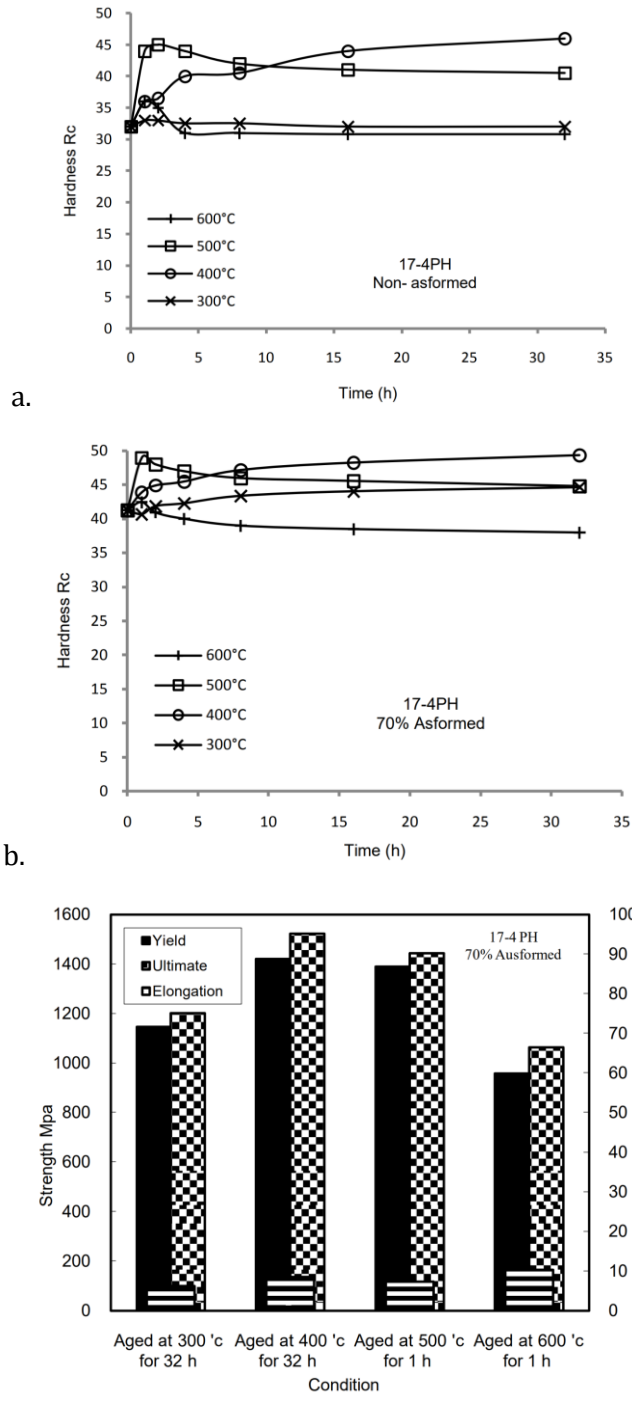 50
45
40
35
30
25
20
15
10
5
0
Hardness Rc
600°C
500°C
400°C
300°C
17-4PH
Non- asformed
0 5 10 15 20 25 30 35
Time (h)
a.
50
45
40
35
30
25
20
15
10
5
0
Hardness Rc
600°C
500°C
400°C
300°C
17-4PH
70% Asformed
0 5 10 15 20 25 30 35
Time (h)
b.
1600
1400
1200
1000
800
600
400
200
0
Strength Mpa
Yield
Ultimate
Elongation
17-4 PH
70% Ausformed
100
90
80
70
60
50
40
30
20
10
0
Aged at 300 'c Aged at 400 'c Aged at 500 'c Aged at 600 'c
for 32 h for 32 h for 1 h for 1 h
Condition